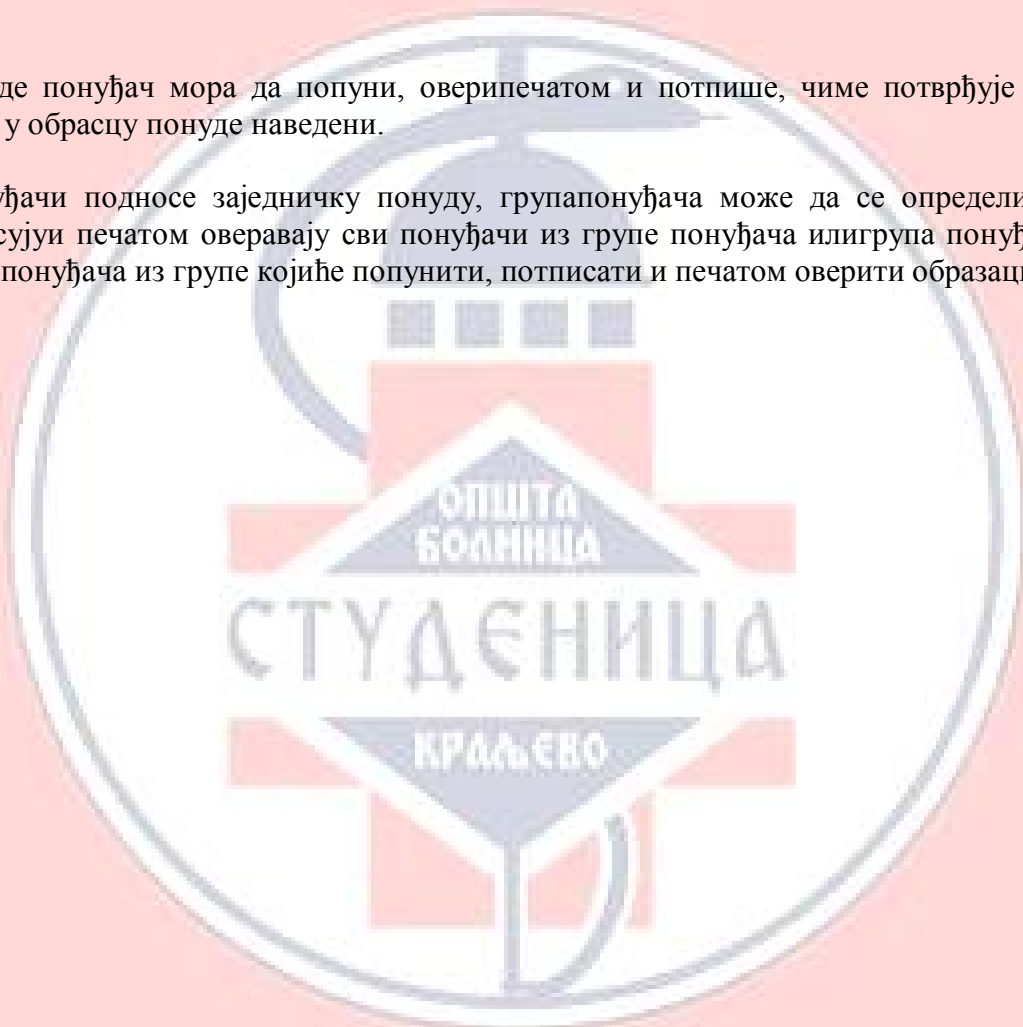 де понуђач мора да попуни, оверипечатом и потпише, чиме потврђује
у обрасцу понуде наведени.
уђачи подносе заједничку понуду, групапонуђача може да се определи
сујуи печатом оверавају сви понуђачи из групе понуђача илигрупа понуђ
понуђача из групе којиће попунити, потписати и печатом оверити образац
ОПШТА
БОЛНИЦА
СТУДЕНИЦА
КРАЉЕВО